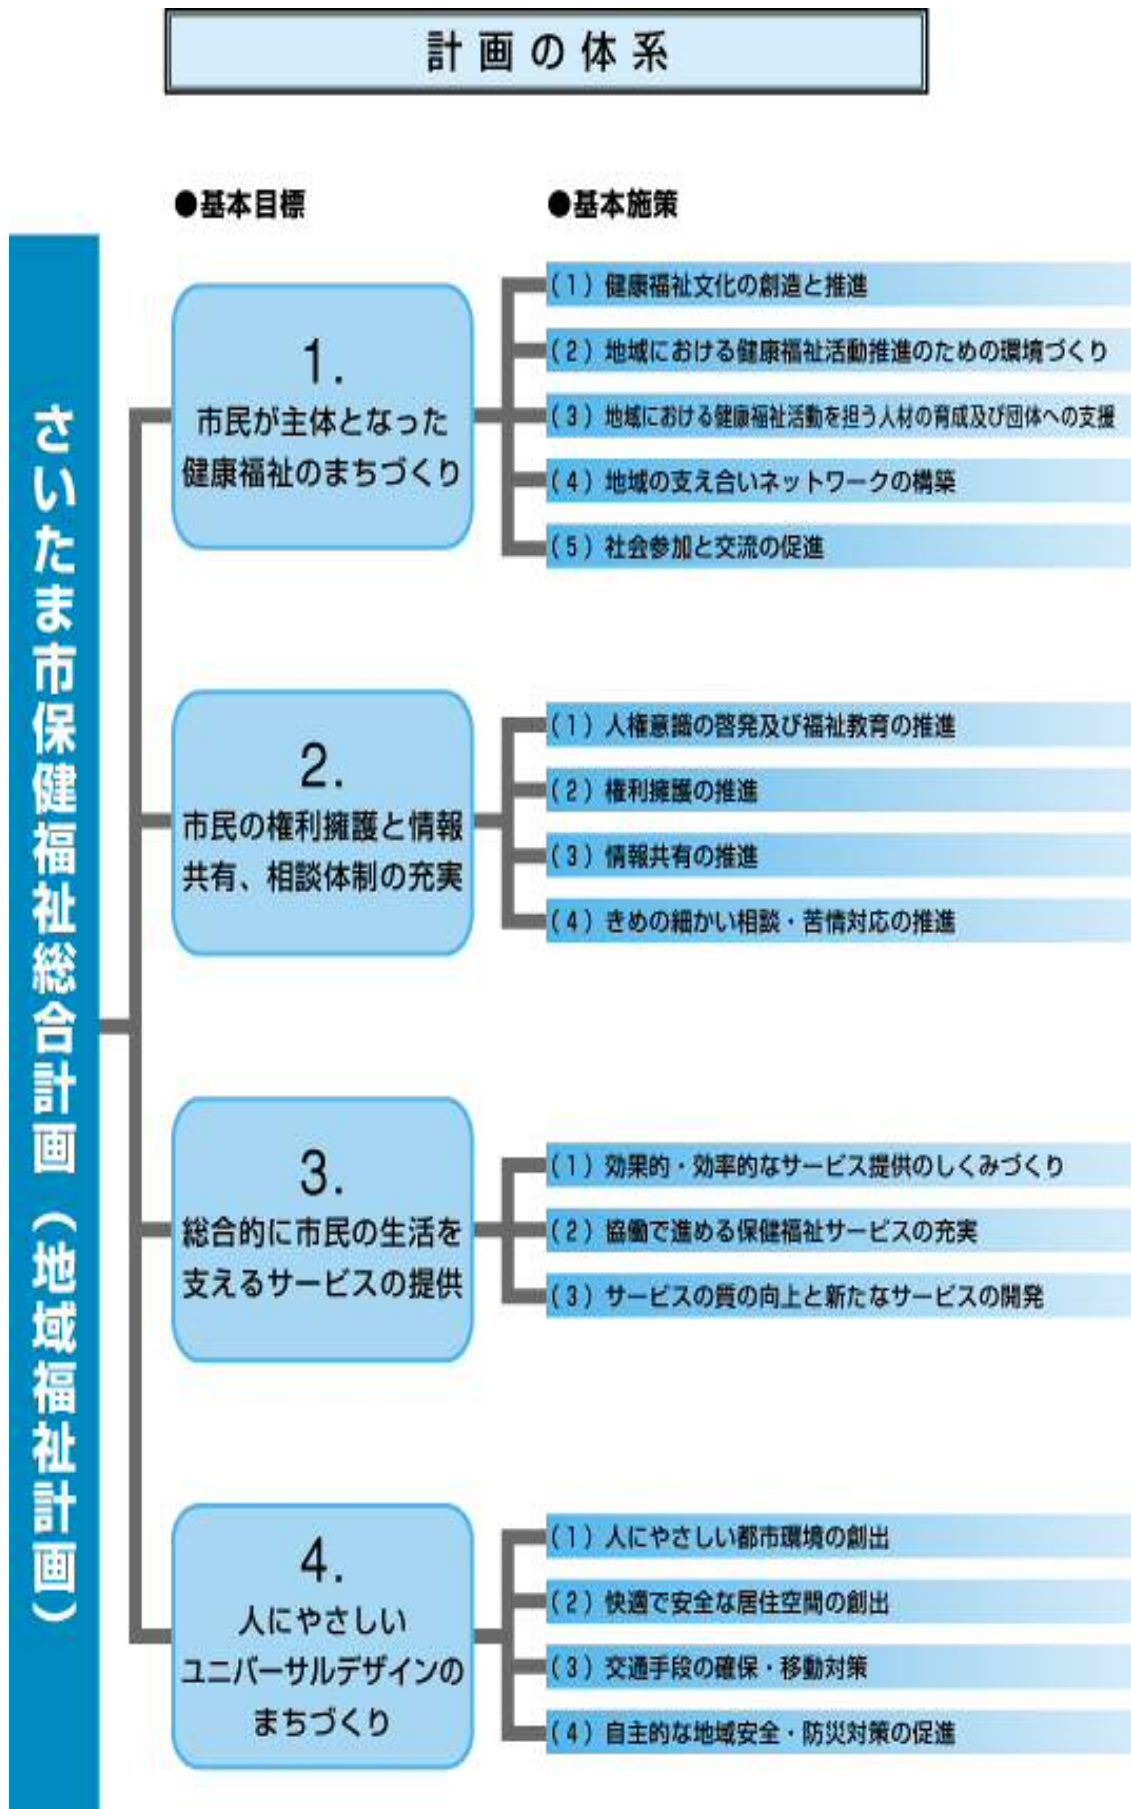 計画の体系
●基本目標
●基本施策
さいたま市保健福祉総合計画（地域福祉計画）
1.
市民が主体となった
健康福祉のまちづくり
(1) 健康福祉文化の創造と推進
(2) 地域における健康福祉活動推進のための環境づくり
(3) 地域における健康福祉活動を担う人材の育成及び団体への支援
(4) 地域の支え合いネットワークの構築
(5) 社会参加と交流の促進
2.
市民の権利擁護と情報
共有、相談体制の充実
(1) 人権意識の啓発及び福祉教育の推進
(2) 権利擁護の推進
(3) 情報共有の推進
(4) きめの細かい相談・苦情対応の推進
3.
総合的に市民の生活を
支えるサービスの提供
(1) 効果的・効率的なサービス提供のしくみづくり
(2) 協働で進める保健福祉サービスの充実
(3) サービスの質の向上と新たなサービスの開発
4.
人にやさしい
ユニバーサルデザインの
まちづくり
(1) 人にやさしい都市環境の創出
(2) 快適で安全な居住空間の創出
(3) 交通手段の確保・移動対策
(4) 自主的な地域安全・防災対策の促進